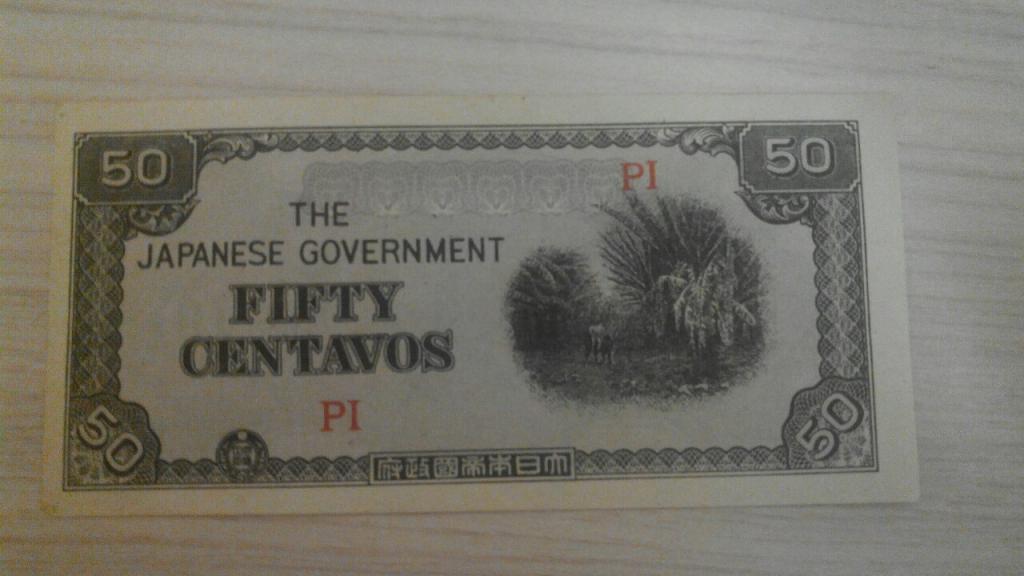 50
50
PI
THE
JAPANESE GOVERNMENT
FIFTY
CENTAVOS
PI
50
50
大日本帝國政府